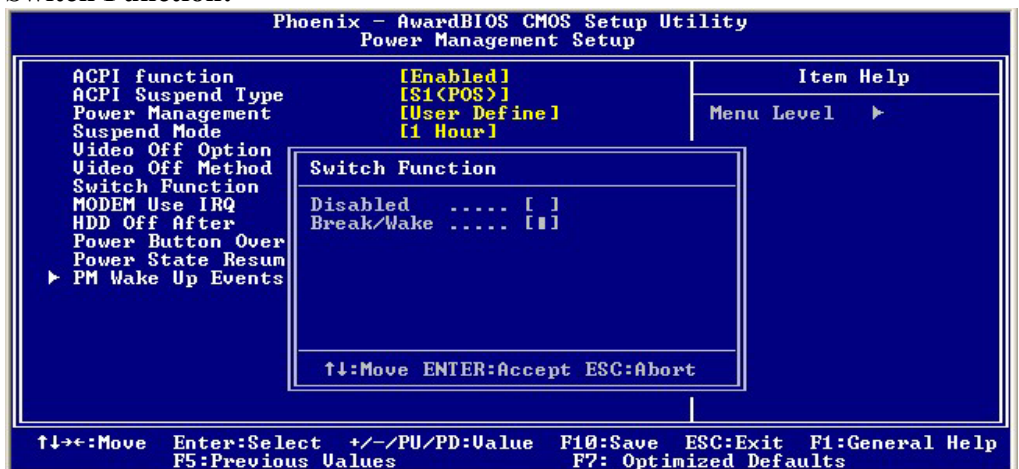 Phoenix – AwardBIOS CMOS Setup Utility
Power Management Setup
ACPI function [Enabled]
ACPI Suspend Type [S1(POS)]
Power Management [User Define]
Suspend Mode [1 Hour]
Video Off Option
Video Off Method
Switch Function
MODEM Use IRQ
HDD Off After
Power Button Over
Power State Resum
► PM Wake Up Events
Item Help
Menu Level ►
Switch Function
Disabled ..... [ ]
Break/Wake ..... [▮]
↑↓:Move ENTER:Accept ESC:Abort
↑↓→←:Move Enter:Select +/-/PU/PD:Value F10:Save ESC:Exit F1:General Help
F5:Previous Values F7: Optimized Defaults